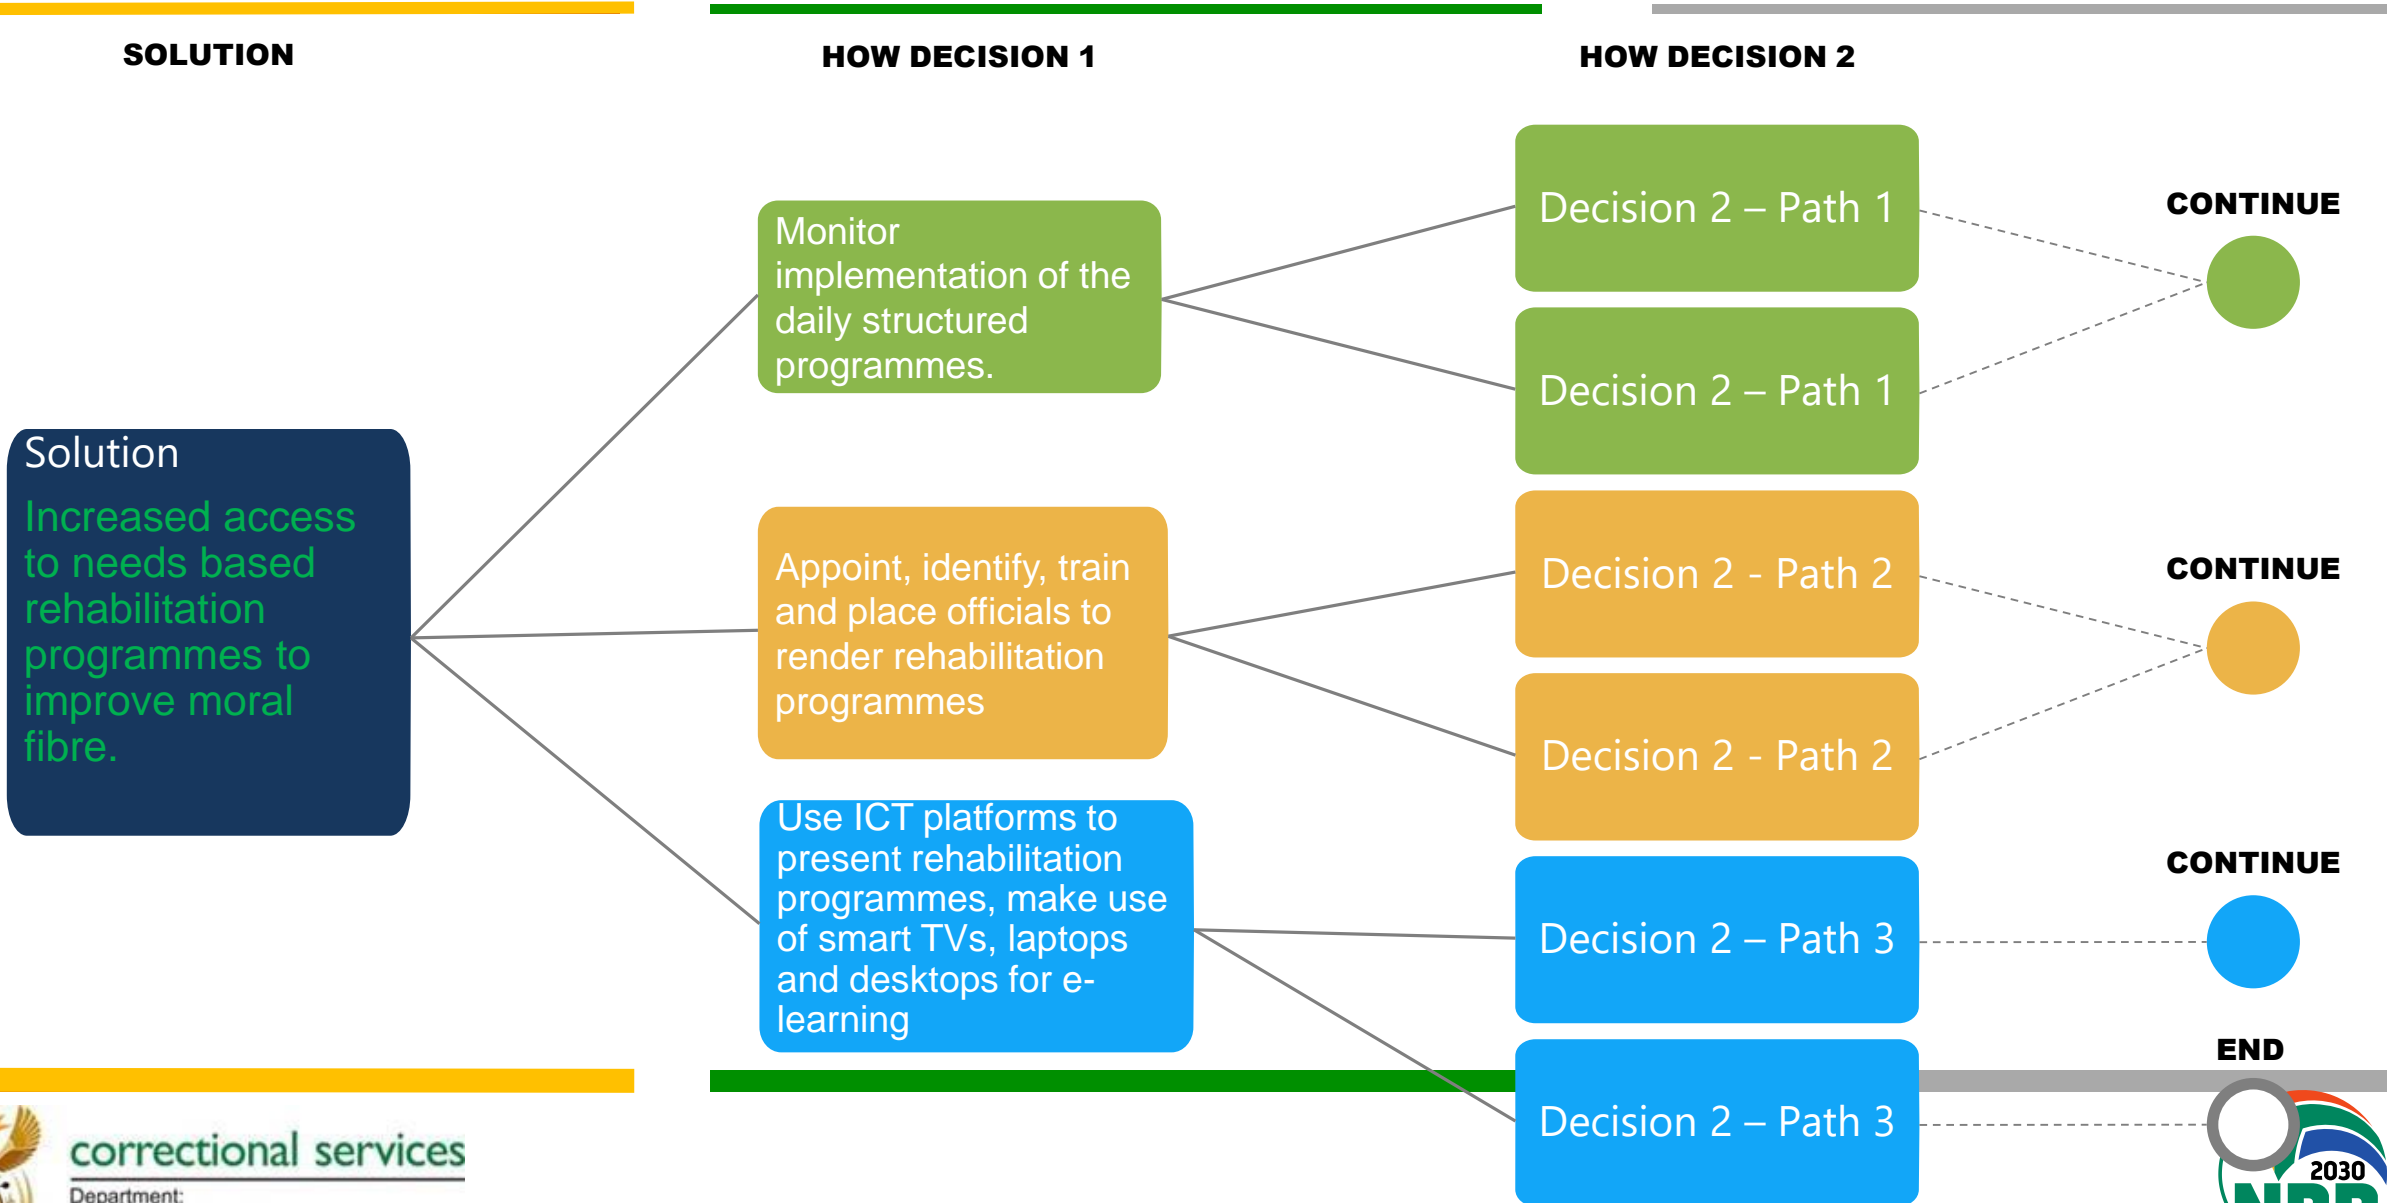 SOLUTION
HOW DECISION 1
HOW DECISION 2
Solution
Increased access
to needs based
rehabilitation
programmes to
improve moral
fibre.
Monitor
implementation of the
daily structured
programmes.
Appoint, identify, train
and place officials to
render rehabilitation
programmes
Use ICT platforms to
present rehabilitation
programmes, make use
of smart TVs, laptops
and desktops for e-
learning
Decision 2 – Path 1
Decision 2 – Path 1
Decision 2 - Path 2
Decision 2 - Path 2
Decision 2 – Path 3
Decision 2 – Path 3
CONTINUE
CONTINUE
CONTINUE
END
correctional services
Department:
2030
NDP